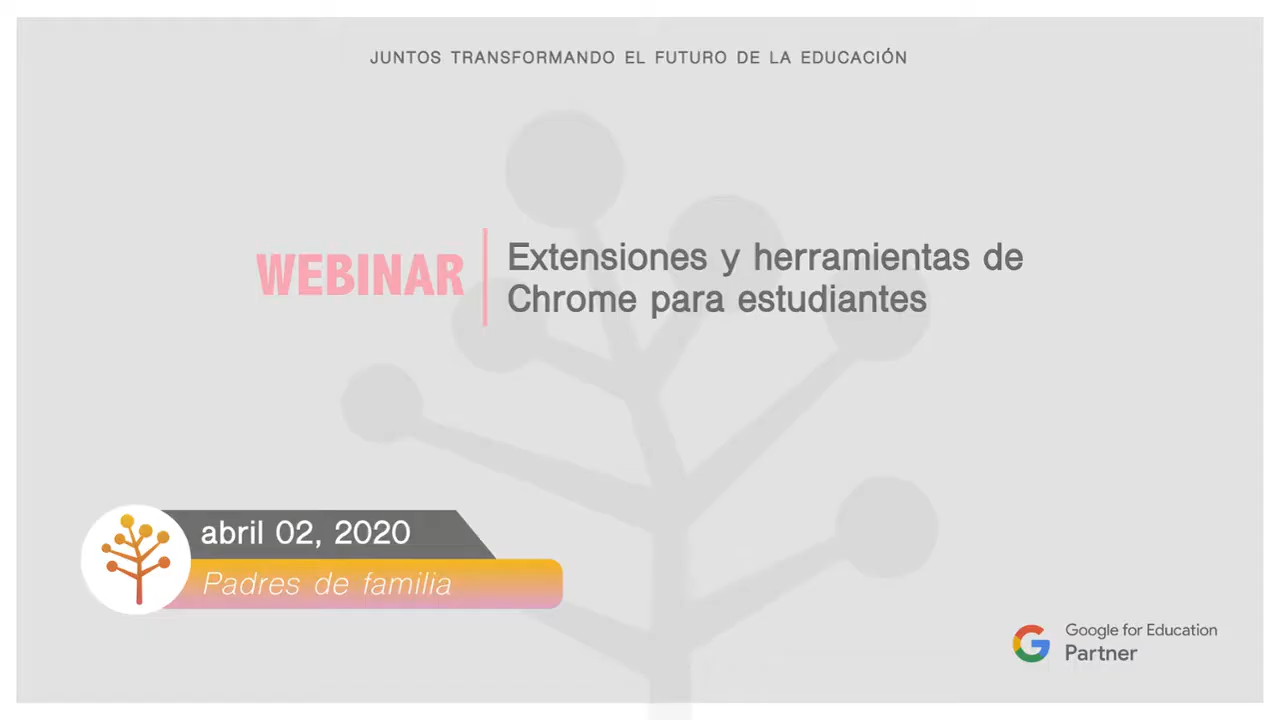 JUNTOS TRANSFORMANDO EL FUTURO DE LA EDUCACIÓN
WEBINAR
Extensiones y herramientas de
Chrome para estudiantes
abril 02, 2020
Padres de familia
Google for Education
Partner